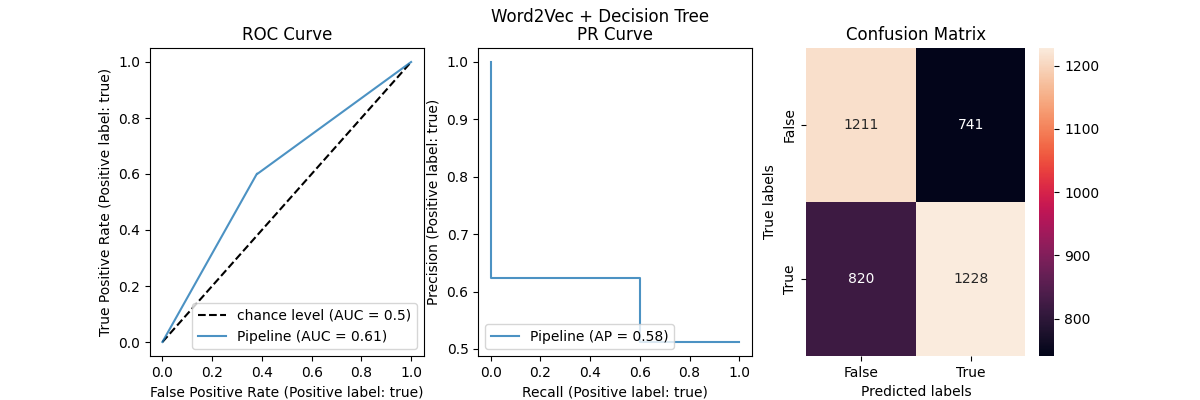 Word2Vec + Decision Tree
ROC Curve
True Positive Rate (Positive label: true)
1.0
0.8
0.6
0.4
0.2
0.0
0.0 0.2 0.4 0.6 0.8 1.0
False Positive Rate (Positive label: true)
chance level (AUC = 0.5)
Pipeline (AUC = 0.61)
PR Curve
Precision (Positive label: true)
1.0
0.9
0.8
0.7
0.6
0.5
0.0 0.2 0.4 0.6 0.8 1.0
Recall (Positive label: true)
Pipeline (AP = 0.58)
Confusion Matrix
True labels
False
True
1211 741
820 1228
False True
Predicted labels
1200
1100
1000
900
800